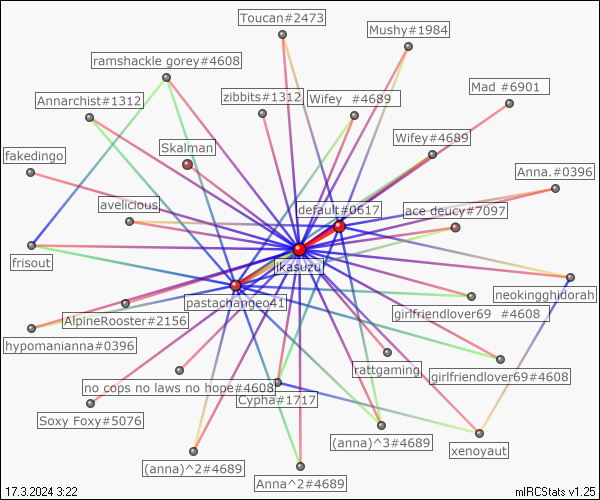 Toucan#2473
Mushy#1984
ramshackle gorey#4608
Mad #6901
Annarchist#1312
zibbits#1312
Wifey #4689
Wifey#4689
Skalman
fakedingo
Anna.#0396
avelicious
default#0617
ace deucy#7097
frisout
jkasuzu
neokingghidorah
pastachangeo41
girlfriendlover69 #4608
AlpineRooster#2156
hypomanianna#0396
rattgaming
girlfriendlover69#4608
no cops no laws no hope#4608
Cypha#1717
Soxy Foxy#5076
(anna)^3#4689
xenoyaut
(anna)^2#4689
Anna^2#4689
17.3.2024 3:22
mIRCStats v1.25